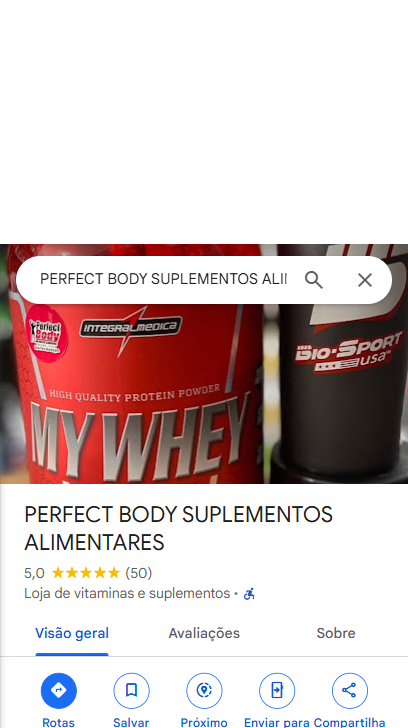 PERFECT BODY SUPLEMENTOS ALI
Perfect
Body
INTEGRALMEDICA
BIO-SPORT
USA
HIGH QUALITY PROTEIN POWDER
MY WHEY
PERFECT BODY SUPLEMENTOS
ALIMENTARES
5,0 (50)
Loja de vitaminas e suplementos ·
Visão geral Avaliações Sobre
Rotas Salvar Próximo Enviar para Compartilha